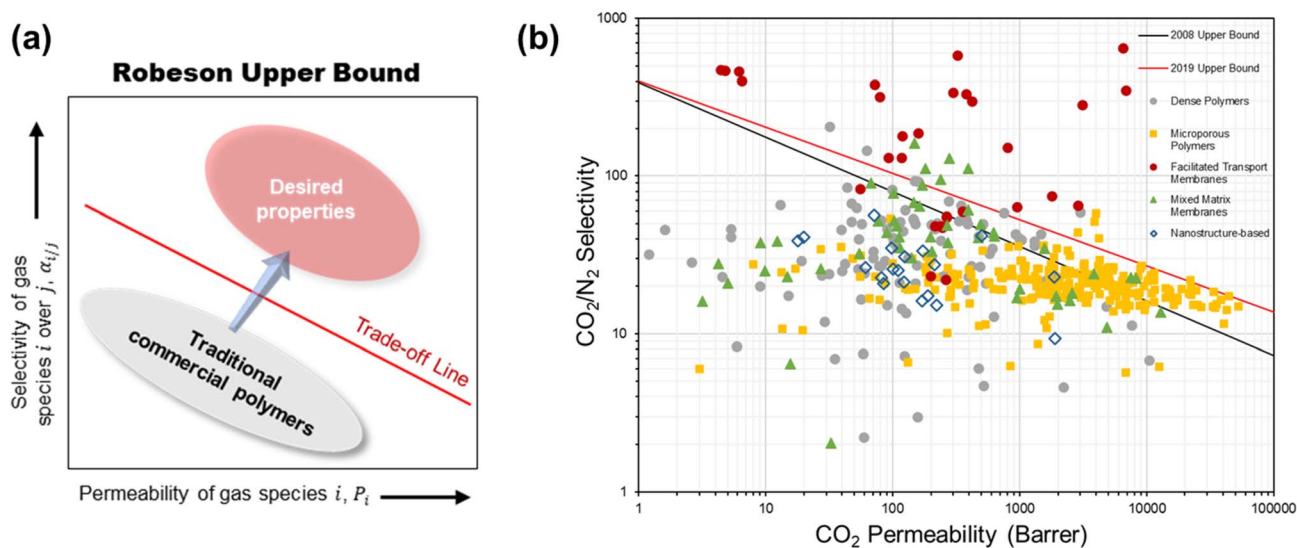 (a)
Robeson Upper Bound
Selectivity of gas
species i over j, α_{i/j}
Desired
properties
Traditional
commercial polymers
Trade-off Line
Permeability of gas species i, P_i
(b)
CO₂/N₂ Selectivity
1000
100
10
1
2008 Upper Bound
2019 Upper Bound
Dense Polymers
Microporous
Polymers
Facilitated Transport
Membranes
Mixed Matrix
Membranes
Nanostructure-based
1 10 100 1000 10000 100000
CO₂ Permeability (Barrer)